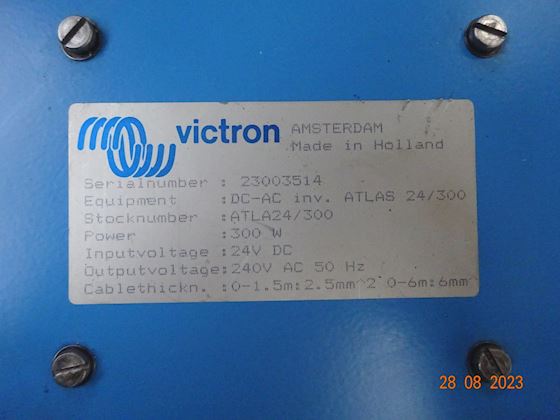 victron AMSTERDAM
Made in Holland
Serialnumber : 23003514
Equipment :DC-AC inv. ATLAS 24/300
Stocknumber :ATLA24/300
Power :300 W
Inputvoltage :24V DC
Outputvoltage:240V AC 50 Hz
Cablethickn. :0-1.5m:2.5mm^2 0-6m:6mm^
28 08 2023